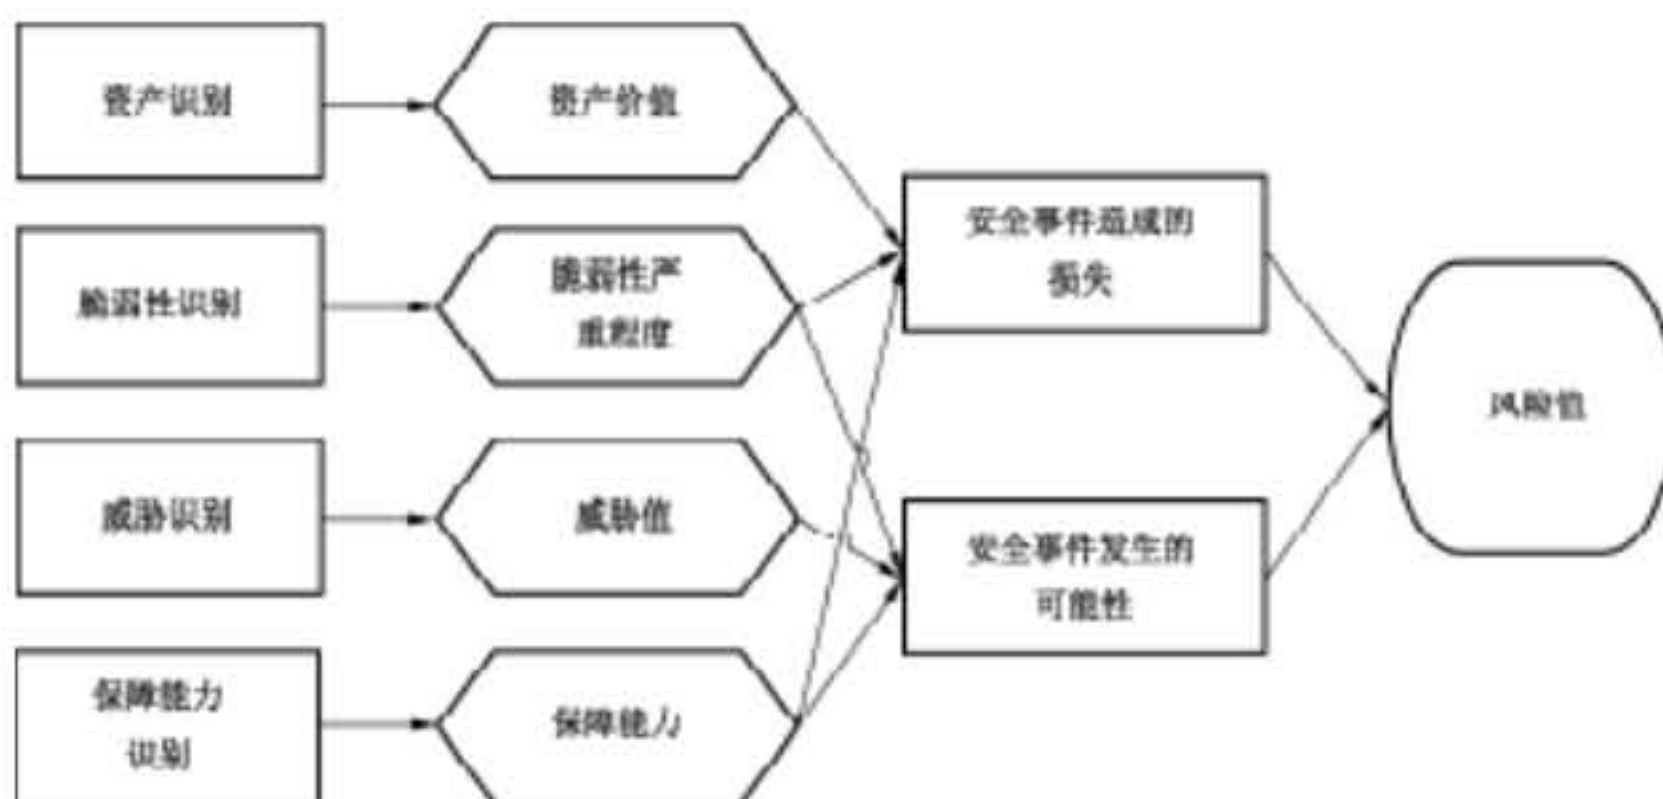 资产识别
资产价值
安全事件造成的
损失
脆弱性识别
脆弱性严
重程度
风险值
威胁识别
威胁值
安全事件发生的
可能性
保障能力
识别
保障能力